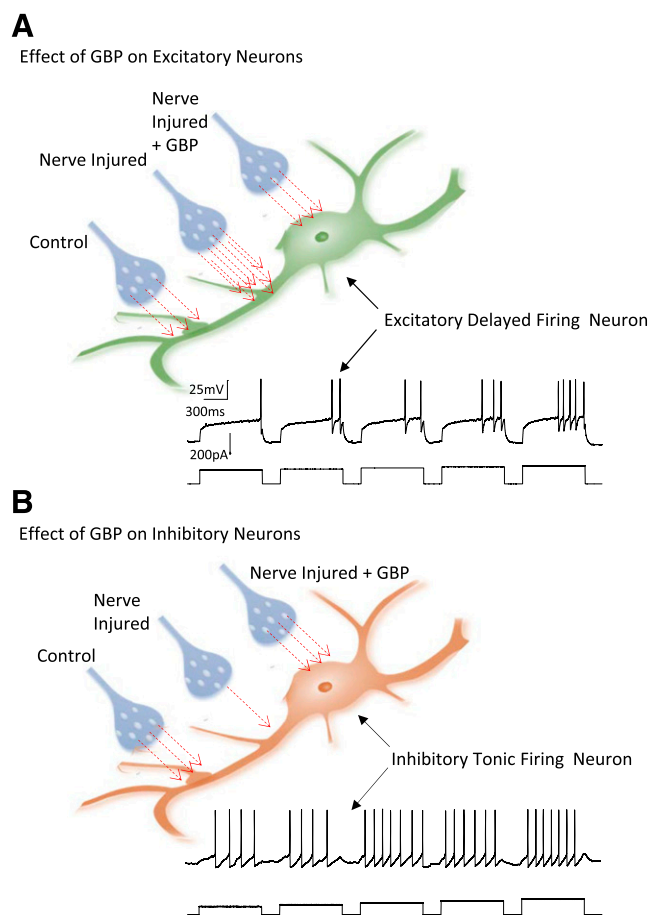 A
Effect of GBP on Excitatory Neurons
Nerve
Injured
+ GBP
Nerve Injured
Control
Excitatory Delayed Firing Neuron
25mV
300ms
200pA
B
Effect of GBP on Inhibitory Neurons
Nerve Injured + GBP
Nerve
Injured
Control
Inhibitory Tonic Firing Neuron